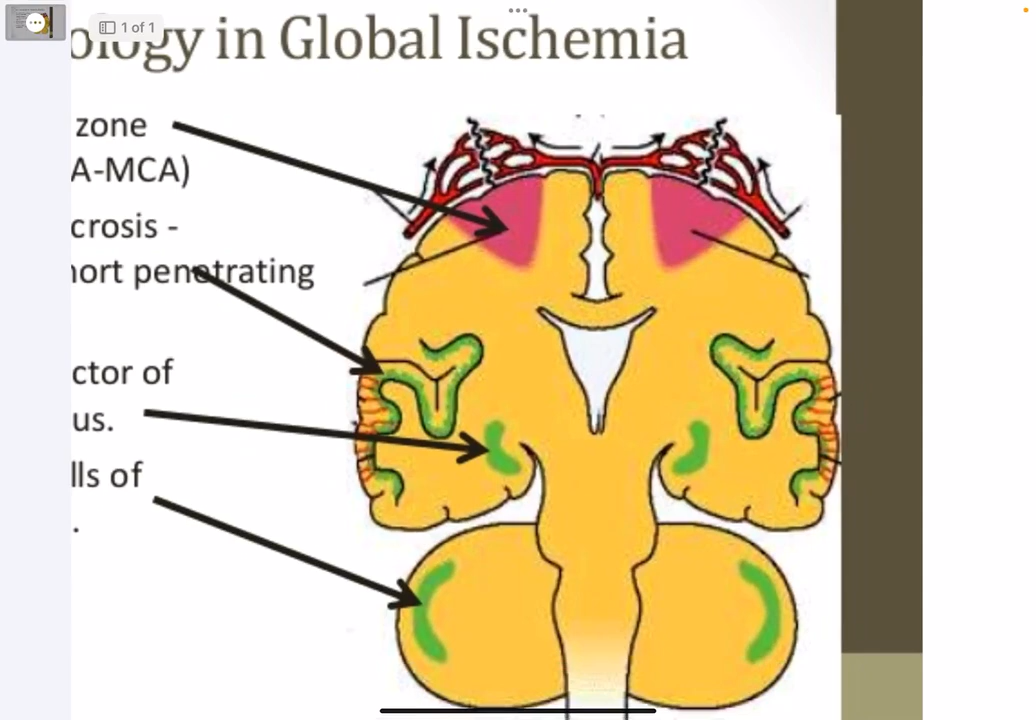 1 of 1
ology in Global Ischemia
zone
A-MCA)
crosis -
hort penetrating
ctor of
us.
lls of
.